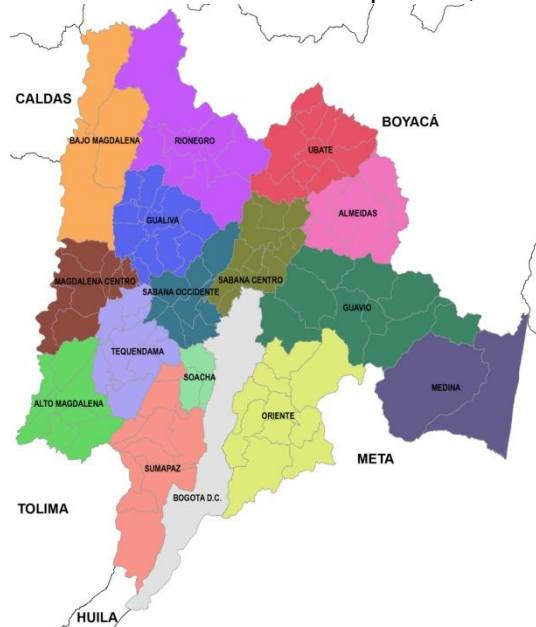 CALDAS
BOYACÁ
BAJO MAGDALENA
RIONEGRO
UBATE
GUALIVA
ALMEIDAS
MAGDALENA CENTRO
SABANA OCCIDENTE
SABANA CENTRO
GUAVIO
TEQUENDAMA
SOACHA
MEDINA
ALTO MAGDALENA
ORIENTE
SUMAPAZ
META
BOGOTA D.C.
TOLIMA
HUILA